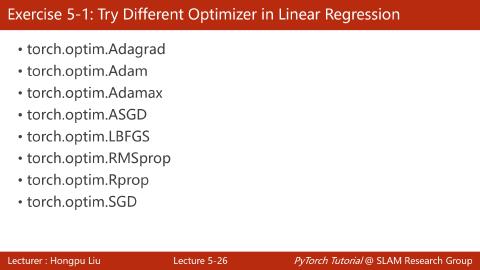 Exercise 5-1: Try Different Optimizer in Linear Regression
• torch.optim.Adagrad
• torch.optim.Adam
• torch.optim.Adamax
• torch.optim.ASGD
• torch.optim.LBFGS
• torch.optim.RMSprop
• torch.optim.Rprop
• torch.optim.SGD
Lecturer : Hongpu Liu Lecture 5-26 PyTorch Tutorial @ SLAM Research Group